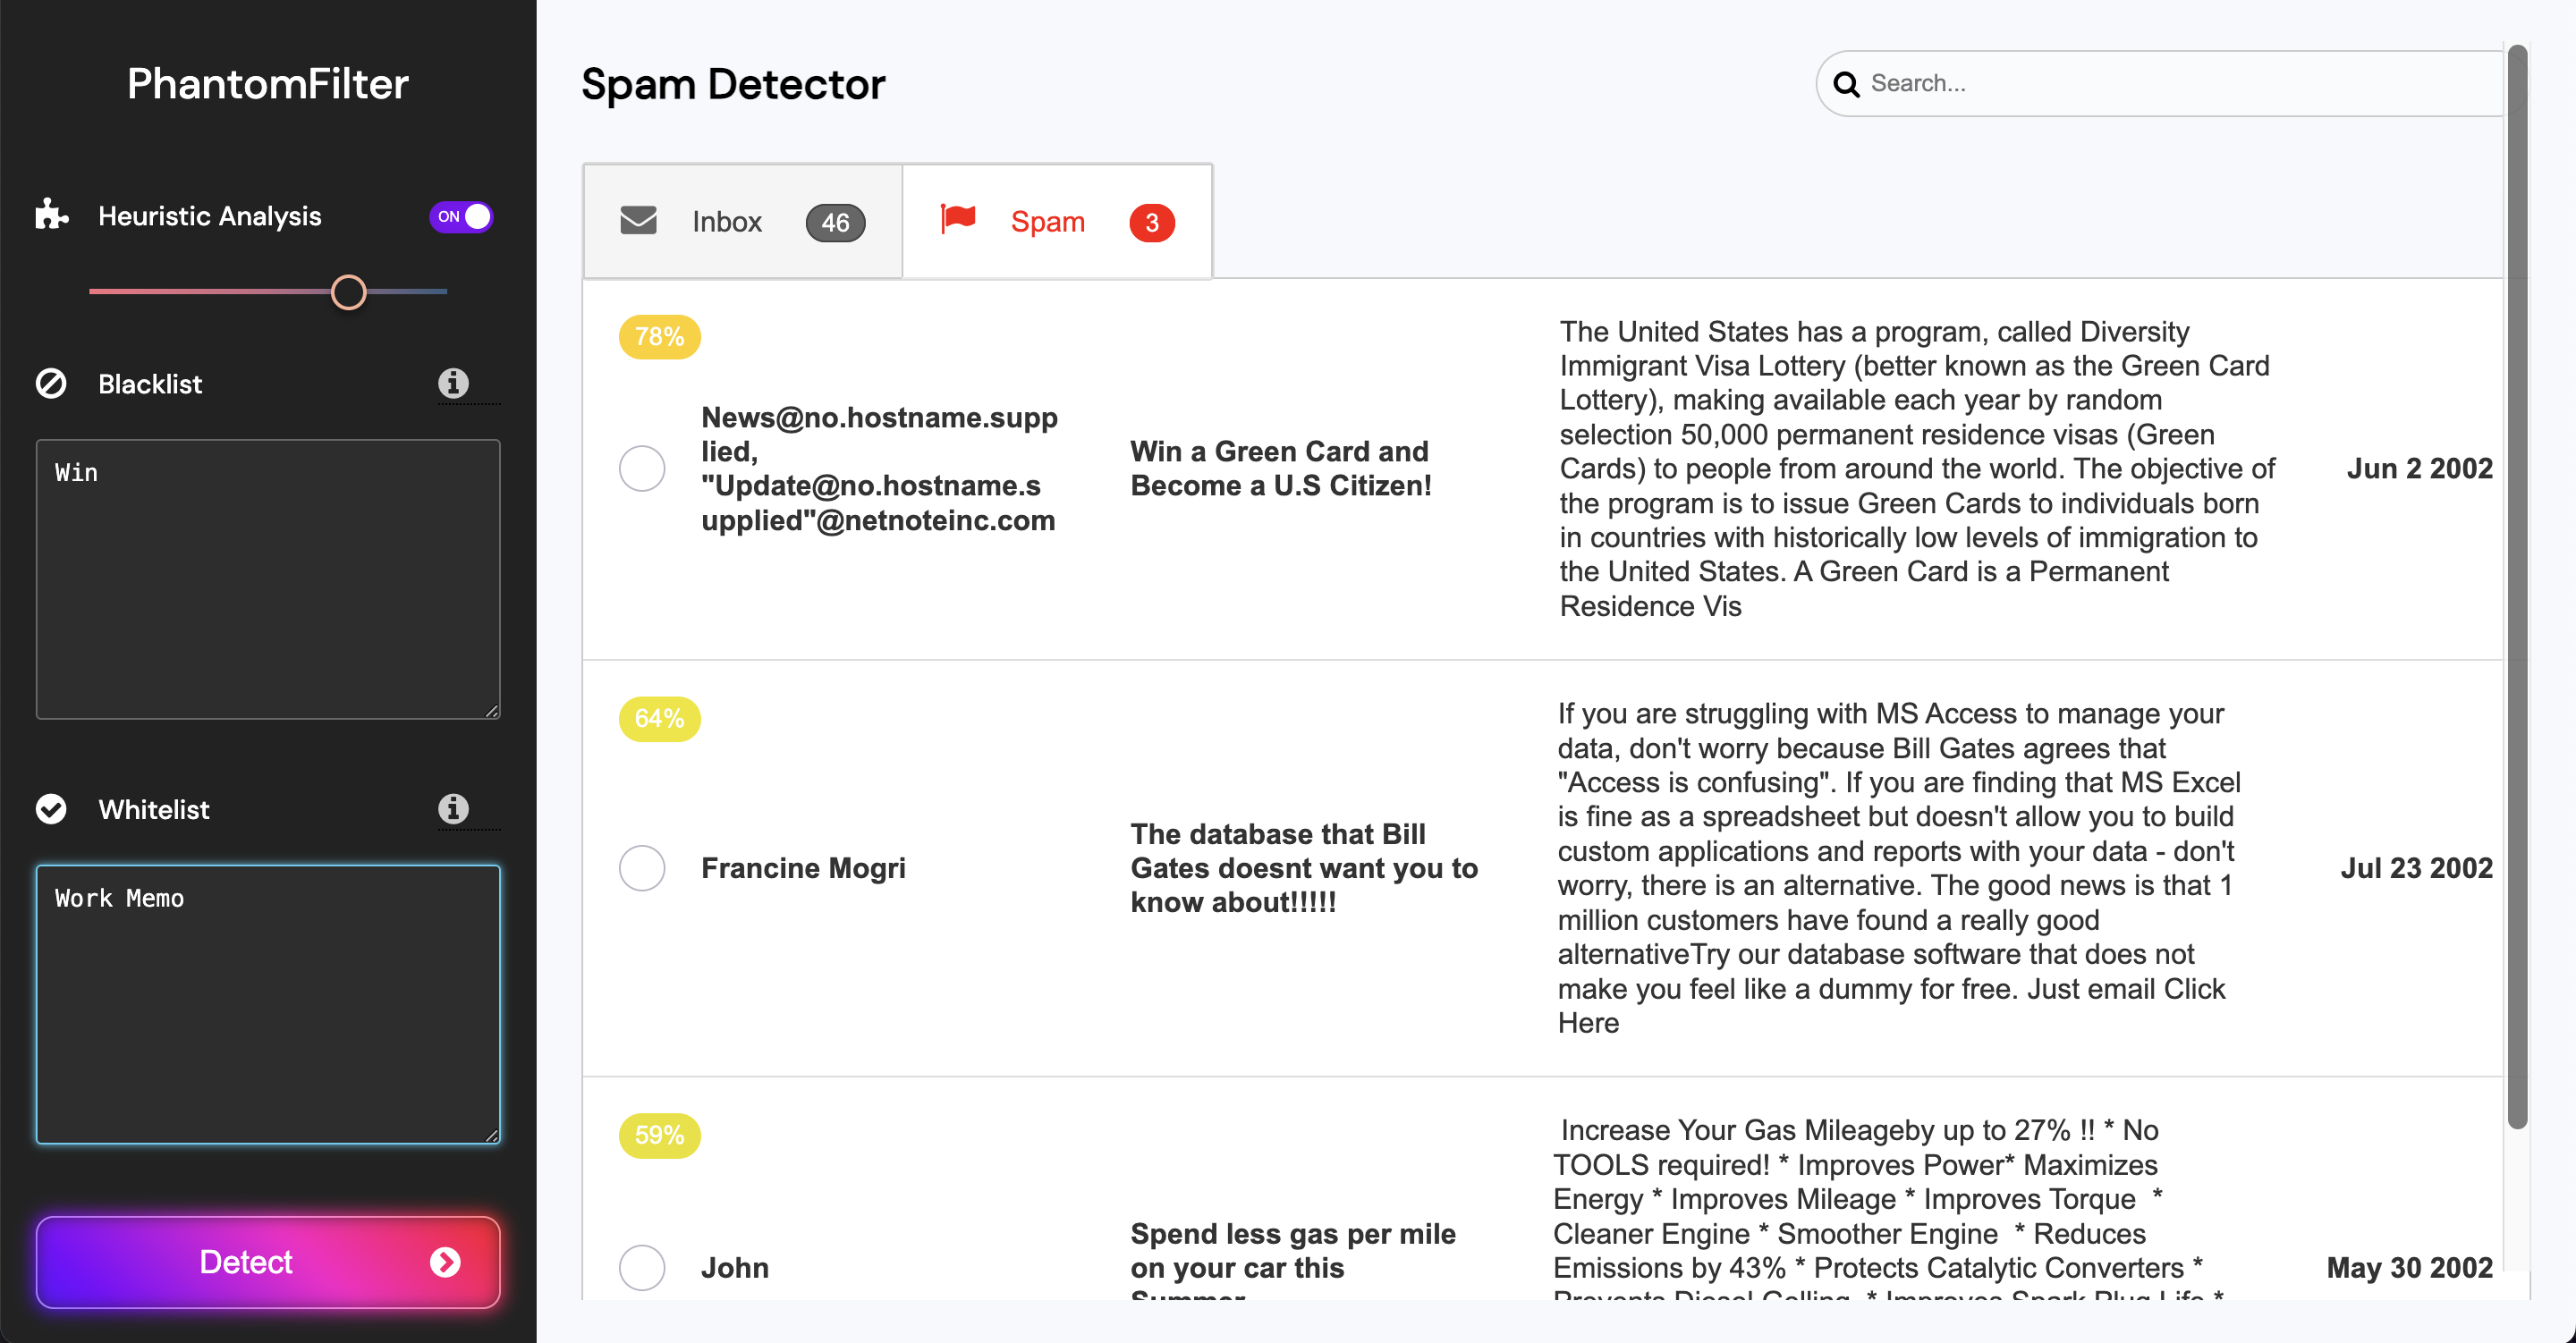 PhantomFilter
Heuristic Analysis
ON
Blacklist
Win
Whitelist
Work Memo
Detect
Spam Detector
Search...
Inbox
46
Spam
3
78%
News@no.hostname.supp
lied,
"Update@no.hostname.s
upplied"@netnoteinc.com
Win a Green Card and
Become a U.S Citizen!
The United States has a program, called Diversity
Immigrant Visa Lottery (better known as the Green Card
Lottery), making available each year by random
selection 50,000 permanent residence visas (Green
Cards) to people from around the world. The objective of
the program is to issue Green Cards to individuals born
in countries with historically low levels of immigration to
the United States. A Green Card is a Permanent
Residence Vis
Jun 2 2002
64%
Francine Mogri
The database that Bill
Gates doesnt want you to
know about!!!!!
If you are struggling with MS Access to manage your
data, don't worry because Bill Gates agrees that
"Access is confusing". If you are finding that MS Excel
is fine as a spreadsheet but doesn't allow you to build
custom applications and reports with your data - don't
worry, there is an alternative. The good news is that 1
million customers have found a really good
alternativeTry our database software that does not
make you feel like a dummy for free. Just email Click
Here
Jul 23 2002
59%
John
Spend less gas per mile
on your car this
Summer
Increase Your Gas Mileageby up to 27% !! * No
TOOLS required! * Improves Power* Maximizes
Energy * Improves Mileage * Improves Torque *
Cleaner Engine * Smoother Engine * Reduces
Emissions by 43% * Protects Catalytic Converters *
Prevents Diesel Gelling * Improves Spark Plug Life *
May 30 2002